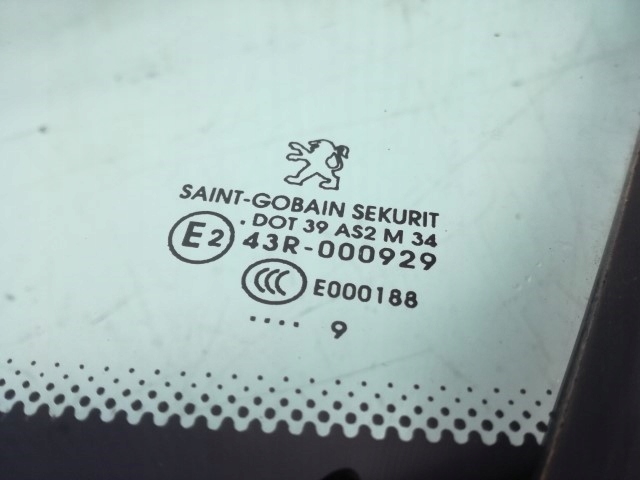 SAINT-GOBAIN SEKURIT
. DOT 39 AS2 M 34
E2 43R-000929
CCC E000188
.... 9